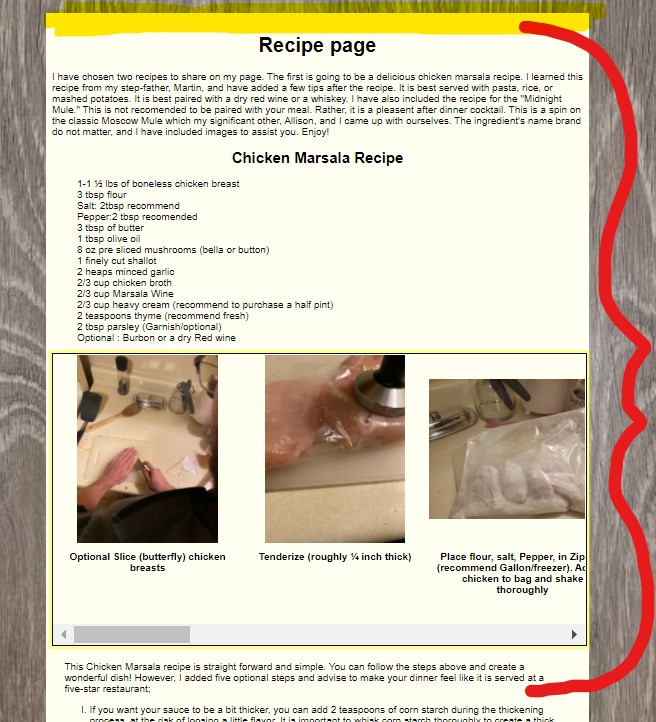 Recipe page
I have chosen two recipes to share on my page. The first is going to be a delicious chicken marsala recipe. I learned this
recipe from my step-father, Martin, and have added a few tips after the recipe. It is best served with pasta, rice, or
mashed potatoes. It is best paired with a dry red wine or a whiskey. I have also included the recipe for the "Midnight
Mule." This is not recomended to be paired with your meal. Rather, it is a pleasent after dinner cocktail. This is a spin on
the classic Moscow Mule which my significant other, Allison, and I came up with ourselves. The ingredient's name brand
do not matter, and I have included images to assist you. Enjoy!
Chicken Marsala Recipe
1-1 ½ lbs of boneless chicken breast
3 tbsp flour
Salt: 2tbsp recommend
Pepper:2 tbsp recomended
3 tbsp of butter
1 tbsp olive oil
8 oz pre sliced mushrooms (bella or button)
1 finely cut shallot
2 heaps minced garlic
2/3 cup chicken broth
2/3 cup Marsala Wine
2/3 cup heavy cream (recommend to purchase a half pint)
2 teaspoons thyme (recommend fresh)
2 tbsp parsley (Garnish/optional)
Optional : Burbon or a dry Red wine
Optional Slice (butterfly) chicken
breasts
Tenderize (roughly ¼ inch thick)
Place flour, salt, Pepper, in Zip
(recommend Gallon/freezer). Ad
chicken to bag and shake
thoroughly
This Chicken Marsala recipe is straight forward and simple. You can follow the steps above and create a
wonderful dish! However, I added five optional steps and advise to make your dinner feel like it is served at a
five-star restaurant;
I. If you want your sauce to be a bit thicker, you can add 2 teaspoons of corn starch during the thickening
process, at the risk of loosing a little flavor. It is important to whisk corn starch thoroughly to create a thick